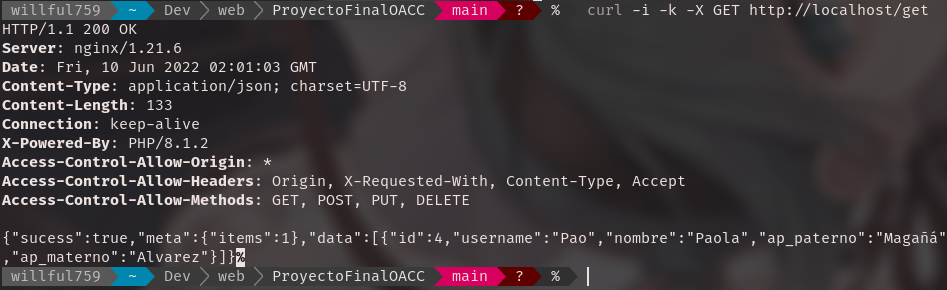 willful759 ~ Dev web ProyectoFinalOACC main ? % curl -i -k -X GET http://localhost/get
HTTP/1.1 200 OK
Server: nginx/1.21.6
Date: Fri, 10 Jun 2022 02:01:03 GMT
Content-Type: application/json; charset=UTF-8
Content-Length: 133
Connection: keep-alive
X-Powered-By: PHP/8.1.2
Access-Control-Allow-Origin: *
Access-Control-Allow-Headers: Origin, X-Requested-With, Content-Type, Accept
Access-Control-Allow-Methods: GET, POST, PUT, DELETE
{"sucess":true,"meta":{"items":1},"data":[{"id":4,"username":"Pao","nombre":"Paola","ap_paterno":"Magañá"
,"ap_materno":"Alvarez"}]}%
willful759 ~ Dev web ProyectoFinalOACC main ? %